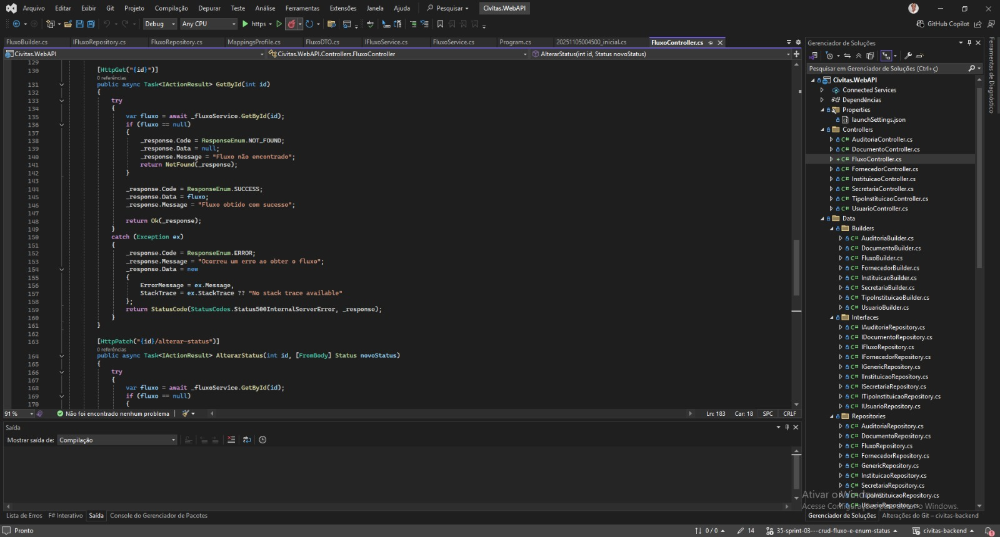 Arquivo Editar Exibir Git Projeto Compilação Depurar Teste Análise Ferramentas Extensões Janela Ajuda Pesquisar Civitas.WebAPI
Debug Any CPU https GitHub Copilot
FluxoBuilder.cs IFluxoRepository.cs FluxoRepository.cs MappingsProfile.cs FluxoDTO.cs IFluxoService.cs FluxoService.cs Program.cs 20251105004500_inicial.cs FluxoController.cs
Civitas.WebAPI Civitas.WebAPI.Controllers.FluxoController AlterarStatus(int id, Status novoStatus)
129
130 [HttpGet("{id}")]
0 referências
131 public async Task<IActionResult> GetById(int id)
132 {
133 try
134 {
135 var fluxo = await _fluxoService.GetById(id);
136 if (fluxo == null)
137 {
138 _response.Code = ResponseEnum.NOT_FOUND;
139 _response.Data = null;
140 _response.Message = "Fluxo não encontrado";
141 return NotFound(_response);
142 }
143
144 _response.Code = ResponseEnum.SUCCESS;
145 _response.Data = fluxo;
146 _response.Message = "Fluxo obtido com sucesso";
147
148 return Ok(_response);
149 }
150 catch (Exception ex)
151 {
152 _response.Code = ResponseEnum.ERROR;
153 _response.Message = "Ocorreu um erro ao obter o fluxo";
154 _response.Data = new
155 {
156 ErrorMessage = ex.Message,
157 StackTrace = ex.StackTrace ?? "No stack trace available"
158 };
159 return StatusCode(StatusCodes.Status500InternalServerError, _response);
160 }
161 }
162
163 [HttpPatch("{id}/alterar-status")]
0 referências
164 public async Task<IActionResult> AlterarStatus(int id, [FromBody] Status novoStatus)
165 {
166 try
167 {
168 var fluxo = await _fluxoService.GetById(id);
169 if (fluxo == null)
170 {
91 % Não foi encontrado nenhum problema Ln: 183 Car: 18 SPC CRLF
Saída
Mostrar saída de: Compilação
Lista de Erros F# Interativo Saída Console do Gerenciador de Pacotes
Gerenciador de Soluções
Pesquisar em Gerenciador de Soluções (Ctrl+ç)
Civitas.WebAPI
Connected Services
Dependências
Properties
launchSettings.json
Controllers
C# AuditoriaController.cs
C# DocumentoController.cs
C# FluxoController.cs
C# FornecedorController.cs
C# InstituicaoController.cs
C# SecretariaController.cs
C# TipoInstituicaoController.cs
C# UsuarioController.cs
Data
Builders
C# AuditoriaBuilder.cs
C# DocumentoBuilder.cs
C# FluxoBuilder.cs
C# FornecedorBuilder.cs
C# InstituicaoBuilder.cs
C# SecretariaBuilder.cs
C# TipoInstituicaoBuilder.cs
C# UsuarioBuilder.cs
Interfaces
C# IAuditoriaRepository.cs
C# IDocumentoRepository.cs
C# IFluxoRepository.cs
C# IFornecedorRepository.cs
C# IGenericRepository.cs
C# IInstituicaoRepository.cs
C# ISecretariaRepository.cs
C# ITipoInstituicaoRepository.cs
C# IUsuarioRepository.cs
Repositories
C# AuditoriaRepository.cs
C# DocumentoRepository.cs
C# FluxoRepository.cs
C# FornecedorRepository.cs
C# GenericRepository.cs
C# InstituicaoRepository.cs
C# SecretariaRepository.cs
C# TipoInstituicaoRepository.cs
C# UsuarioRepository.cs
Ativar o Windows
Acesse Configurações para ativar o Windows.
Gerenciador de Soluções Alterações do Git – civitas-backend
Ferramentas de Diagnóstico
Pronto 0 / 0 14 35-sprint-03---crud-fluxo-e-enum-status civitas-backend 1